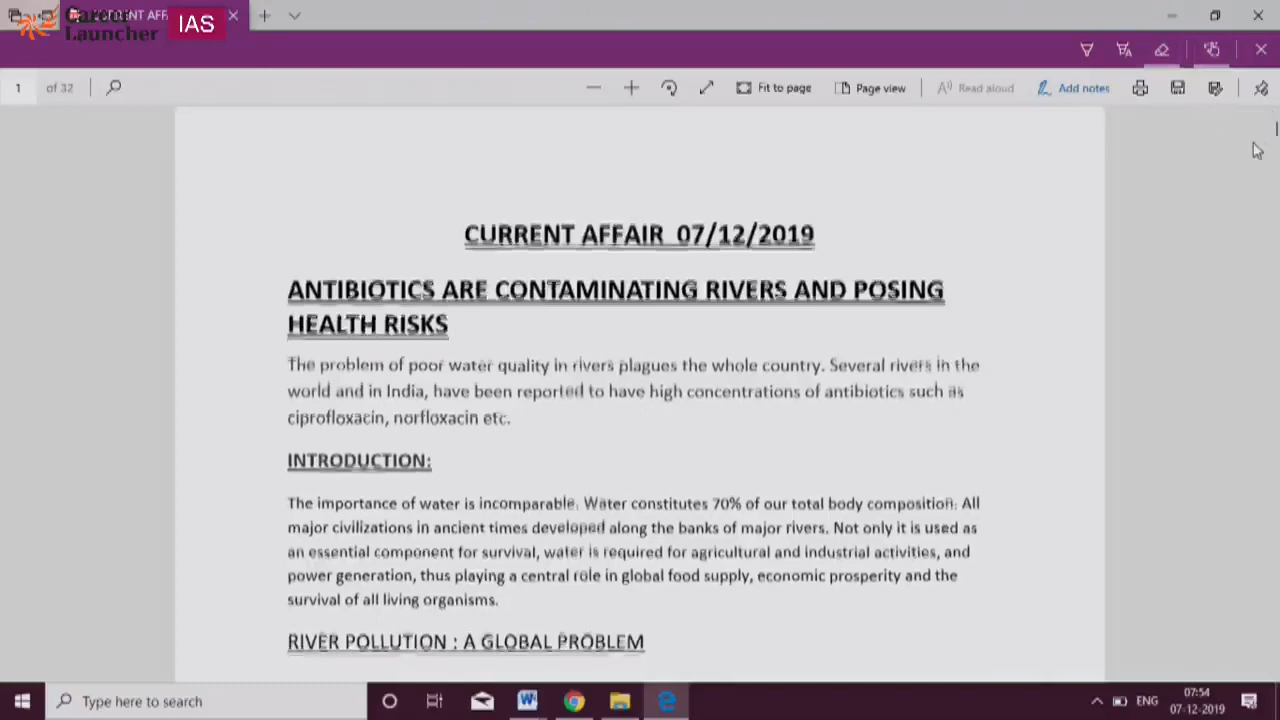 CURRENT AFF
Career
Launcher
IAS
1 of 32
Fit to page
Page view
Read aloud
Add notes
CURRENT AFFAIR 07/12/2019
ANTIBIOTICS ARE CONTAMINATING RIVERS AND POSING
HEALTH RISKS
The problem of poor water quality in rivers plagues the whole country. Several rivers in the
world and in India, have been reported to have high concentrations of antibiotics such as
ciprofloxacin, norfloxacin etc.
INTRODUCTION:
The importance of water is incomparable. Water constitutes 70% of our total body composition. All
major civilizations in ancient times developed along the banks of major rivers. Not only it is used as
an essential component for survival, water is required for agricultural and industrial activities, and
power generation, thus playing a central role in global food supply, economic prosperity and the
survival of all living organisms.
RIVER POLLUTION : A GLOBAL PROBLEM
Type here to search
ENG
07:54
07-12-2019